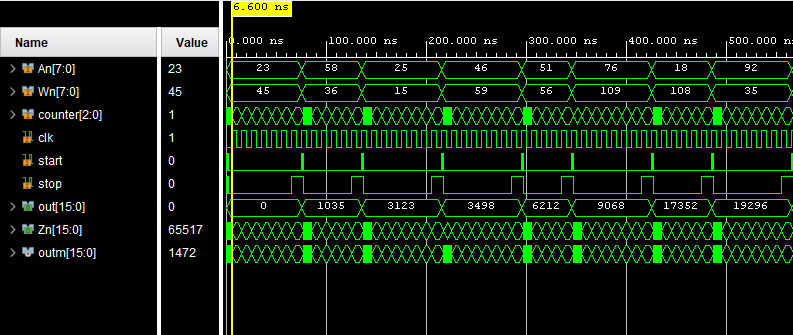 6.600 ns
Name Value
0.000 ns 100.000 ns 200.000 ns 300.000 ns 400.000 ns 500.000 ns
An[7:0] 23 23 58 25 46 51 76 18 92
Wn[7:0] 45 45 36 15 59 56 109 108 35
counter[2:0] 1
clk 1
start 0
stop 0
out[15:0] 0 0 1035 3123 3498 6212 9068 17352 19296
Zn[15:0] 65517
outm[15:0] 1472